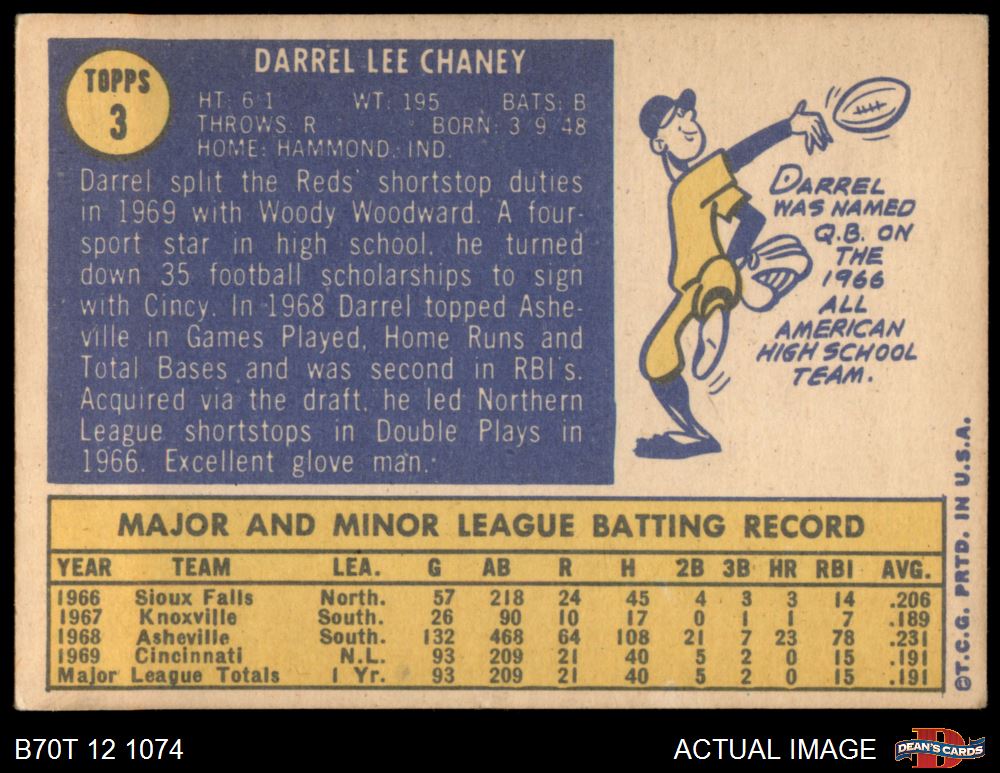 TOPPS
3
DARREL LEE CHANEY
HT: 6 1 WT: 195 BATS: B
THROWS: R BORN: 3 9 48
HOME: HAMMOND, IND.
Darrel split the Reds' shortstop duties
in 1969 with Woody Woodward. A four-
sport star in high school, he turned
down 35 football scholarships to sign
with Cincy. In 1968 Darrel topped Ashe-
ville in Games Played, Home Runs and
Total Bases and was second in RBI's.
Acquired via the draft, he led Northern
League shortstops in Double Plays in
1966. Excellent glove man.
DARREL
WAS NAMED
Q.B. ON
THE
1966
ALL
AMERICAN
HIGH SCHOOL
TEAM.
MAJOR AND MINOR LEAGUE BATTING RECORD
YEAR TEAM LEA. G AB R H 2B 3B HR RBI AVG.
1966 Sioux Falls North. 57 218 24 45 4 3 3 14 .206
1967 Knoxville South. 26 90 10 17 0 1 1 7 .189
1968 Asheville South. 132 468 64 108 21 7 23 78 .231
1969 Cincinnati N.L. 93 209 21 40 5 2 0 15 .191
Major League Totals 1 Yr. 93 209 21 40 5 2 0 15 .191
©T.C.G. PRTD. IN U.S.A.
B70T 12 1074
ACTUAL IMAGE
D
DEAN'S CARDS